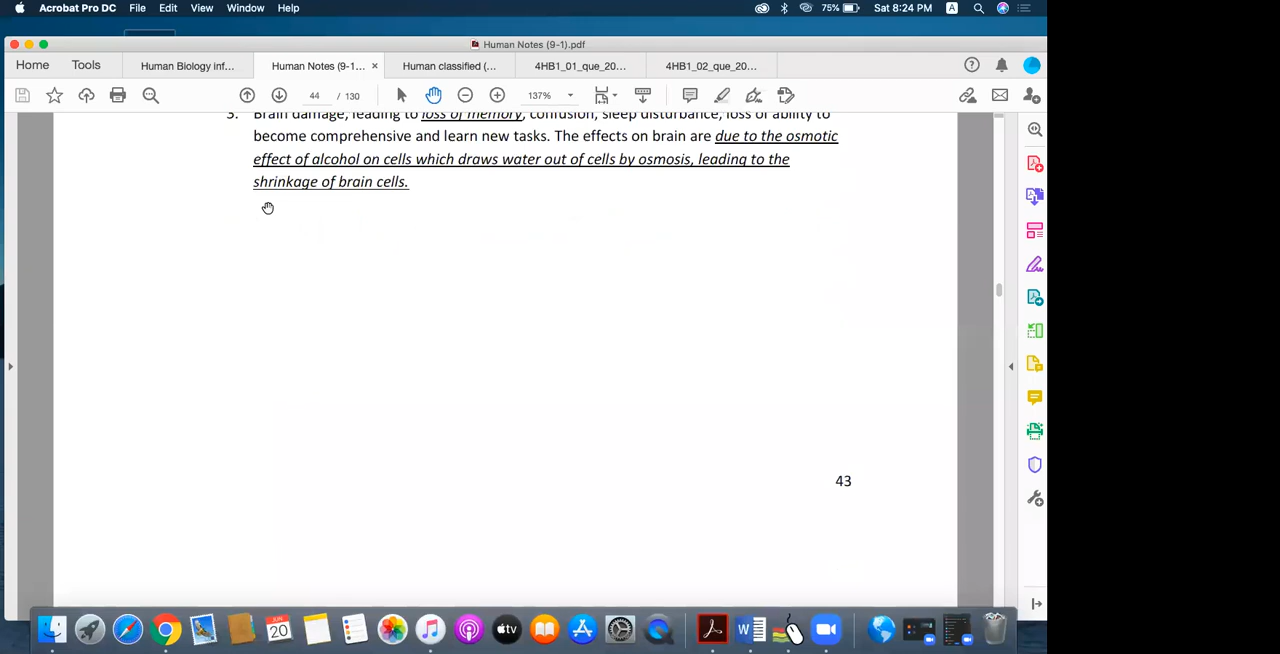 Acrobat Pro DC File Edit View Window Help 75% Sat 8:24 PM A
Human Notes (9-1).pdf
Home Tools Human Biology inf... Human Notes (9-1... × Human classified (... 4HB1_01_que_20... 4HB1_02_que_20...
44 / 130 137%
3. Brain damage, leading to loss of memory, confusion, sleep disturbance, loss of ability to
become comprehensive and learn new tasks. The effects on brain are due to the osmotic
effect of alcohol on cells which draws water out of cells by osmosis, leading to the
shrinkage of brain cells.
43
JUN
20
tv
W